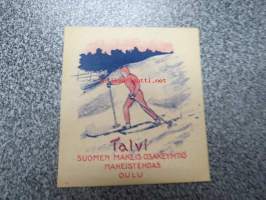 Talvi
SUOMEN MAKEIS-OSAKEYHTIÖ
MAKEISTEHDAS
OULU